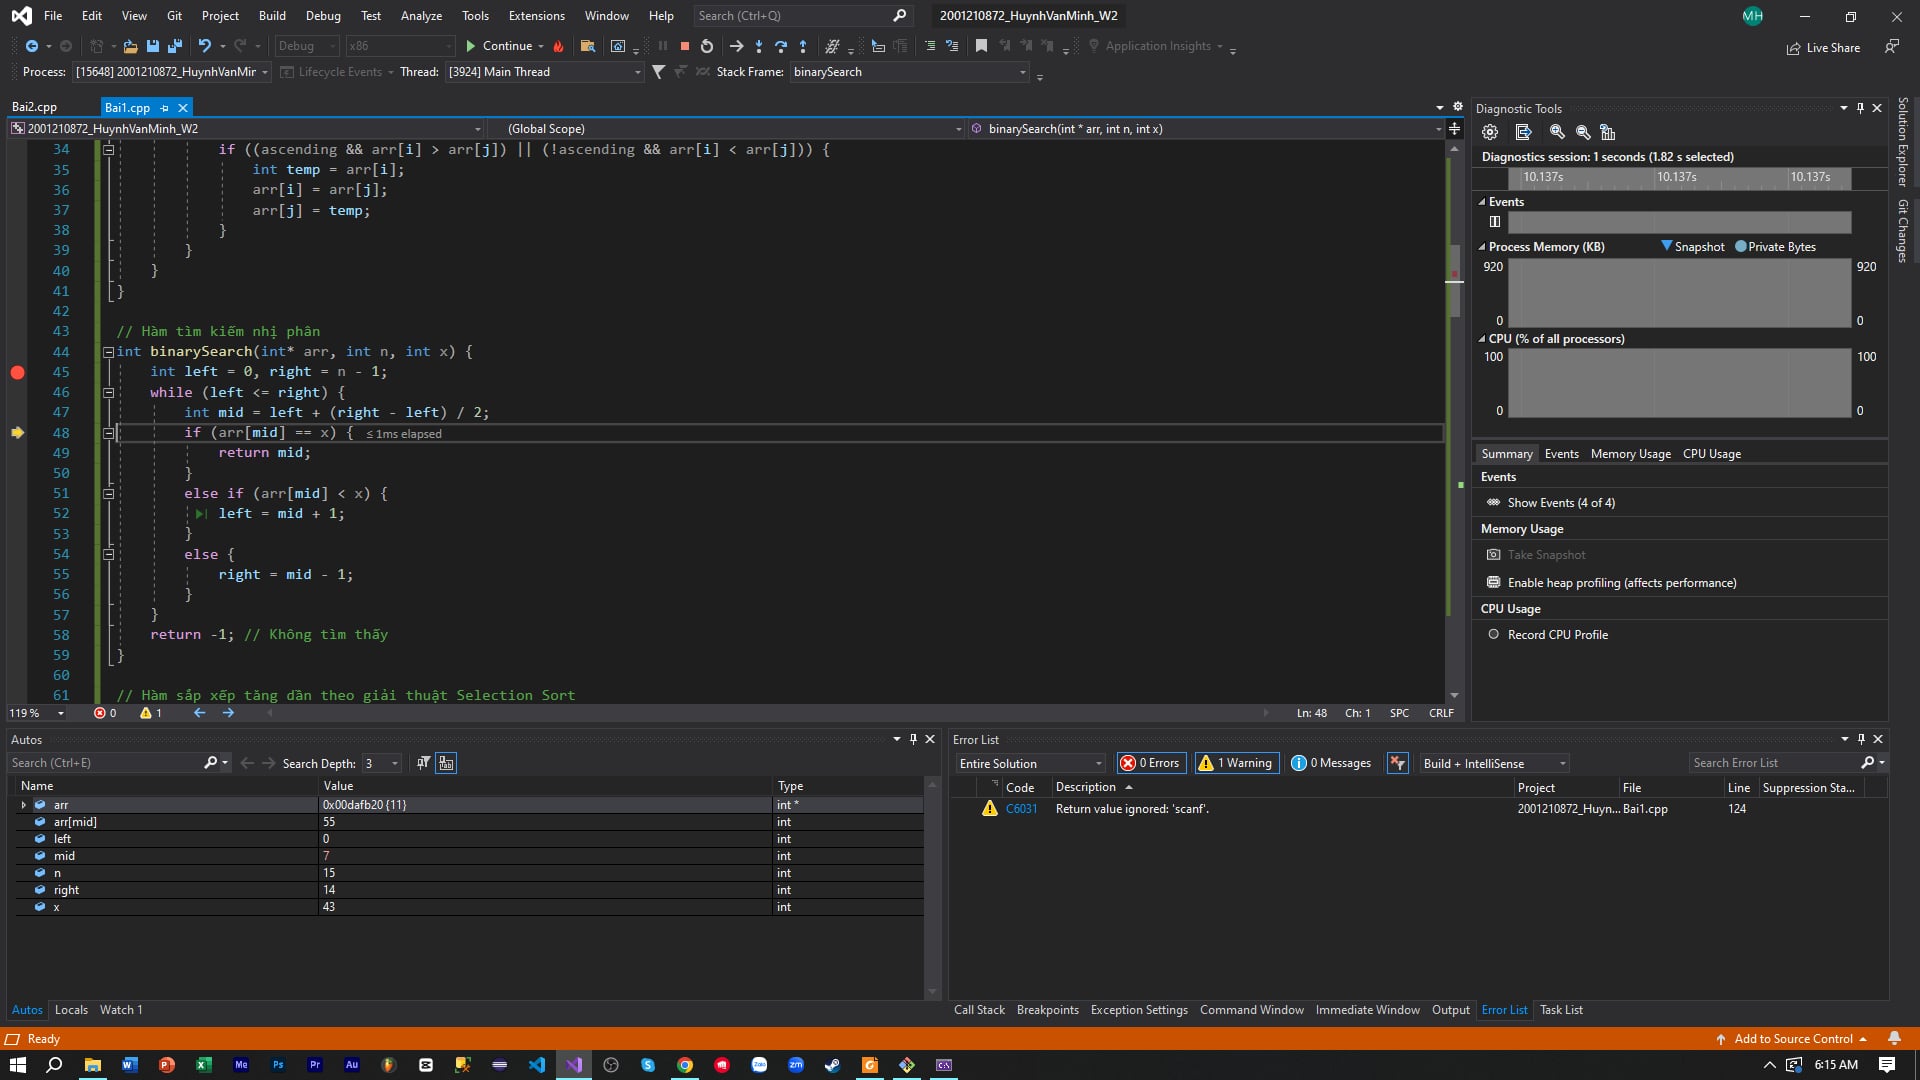 File Edit View Git Project Build Debug Test Analyze Tools Extensions Window Help Search (Ctrl+Q) 2001210872_HuynhVanMinh_W2 MH
Debug x86 Continue Application Insights Live Share
Process: [15648] 2001210872_HuynhVanMir Lifecycle Events Thread: [3924] Main Thread Stack Frame: binarySearch
Bai2.cpp Bai1.cpp
2001210872_HuynhVanMinh_W2 (Global Scope) binarySearch(int * arr, int n, int x)
34 if ((ascending && arr[i] > arr[j]) || (!ascending && arr[i] < arr[j])) {
35 int temp = arr[i];
36 arr[i] = arr[j];
37 arr[j] = temp;
38 }
39 }
40 }
41 }
42
43 // Hàm tìm kiếm nhị phân
44 int binarySearch(int* arr, int n, int x) {
45 int left = 0, right = n - 1;
46 while (left <= right) {
47 int mid = left + (right - left) / 2;
48 if (arr[mid] == x) { ≤ 1ms elapsed
49 return mid;
50 }
51 else if (arr[mid] < x) {
52 left = mid + 1;
53 }
54 else {
55 right = mid - 1;
56 }
57 }
58 return -1; // Không tìm thấy
59 }
60
61 // Hàm sắp xếp tăng dần theo giải thuật Selection Sort
119 % 0 1 Ln: 48 Ch: 1 SPC CRLF
Diagnostic Tools
Diagnostics session: 1 seconds (1.82 s selected)
10.137s 10.137s 10.137s
Events
Process Memory (KB) Snapshot Private Bytes
920 920
0 0
CPU (% of all processors)
100 100
0 0
Summary Events Memory Usage CPU Usage
Events
Show Events (4 of 4)
Memory Usage
Take Snapshot
Enable heap profiling (affects performance)
CPU Usage
Record CPU Profile
Solution Explorer
Git Changes
Autos
Search (Ctrl+E) Search Depth: 3
Name Value Type
arr 0x00dafb20 {11} int *
arr[mid] 55 int
left 0 int
mid 7 int
n 15 int
right 14 int
x 43 int
Autos Locals Watch 1
Error List
Entire Solution 0 Errors 1 Warning 0 Messages Build + IntelliSense Search Error List
Code Description Project File Line Suppression Sta...
C6031 Return value ignored: 'scanf'. 2001210872_Huyn... Bai1.cpp 124
Call Stack Breakpoints Exception Settings Command Window Immediate Window Output Error List Task List
Ready Add to Source Control
6:15 AM